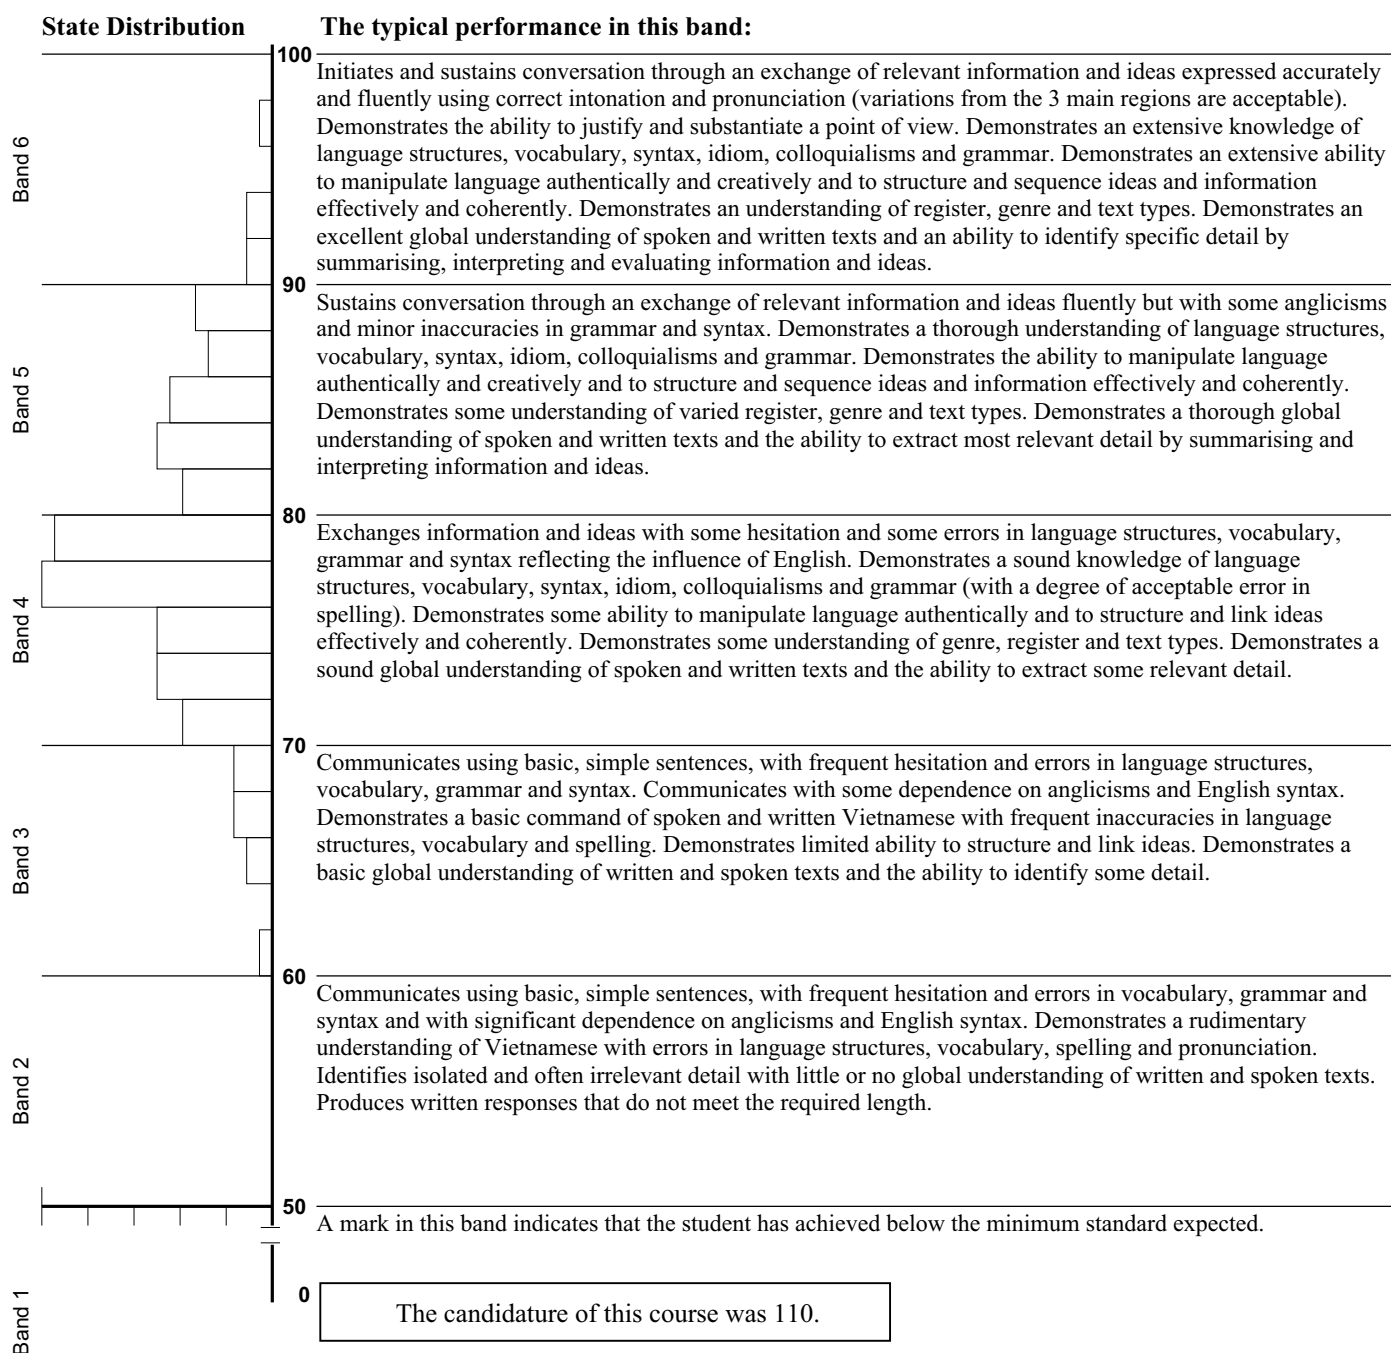 State Distribution
The typical performance in this band:
100
Initiates and sustains conversation through an exchange of relevant information and ideas expressed accurately
and fluently using correct intonation and pronunciation (variations from the 3 main regions are acceptable).
Demonstrates the ability to justify and substantiate a point of view. Demonstrates an extensive knowledge of
language structures, vocabulary, syntax, idiom, colloquialisms and grammar. Demonstrates an extensive ability
to manipulate language authentically and creatively and to structure and sequence ideas and information
effectively and coherently. Demonstrates an understanding of register, genre and text types. Demonstrates an
excellent global understanding of spoken and written texts and an ability to identify specific detail by
summarising, interpreting and evaluating information and ideas.
Band 6
90
Sustains conversation through an exchange of relevant information and ideas fluently but with some anglicisms
and minor inaccuracies in grammar and syntax. Demonstrates a thorough understanding of language structures,
vocabulary, syntax, idiom, colloquialisms and grammar. Demonstrates the ability to manipulate language
authentically and creatively and to structure and sequence ideas and information effectively and coherently.
Demonstrates some understanding of varied register, genre and text types. Demonstrates a thorough global
understanding of spoken and written texts and the ability to extract most relevant detail by summarising and
interpreting information and ideas.
Band 5
80
Exchanges information and ideas with some hesitation and some errors in language structures, vocabulary,
grammar and syntax reflecting the influence of English. Demonstrates a sound knowledge of language
structures, vocabulary, syntax, idiom, colloquialisms and grammar (with a degree of acceptable error in
spelling). Demonstrates some ability to manipulate language authentically and to structure and link ideas
effectively and coherently. Demonstrates some understanding of genre, register and text types. Demonstrates a
sound global understanding of spoken and written texts and the ability to extract some relevant detail.
Band 4
70
Communicates using basic, simple sentences, with frequent hesitation and errors in language structures,
vocabulary, grammar and syntax. Communicates with some dependence on anglicisms and English syntax.
Demonstrates a basic command of spoken and written Vietnamese with frequent inaccuracies in language
structures, vocabulary and spelling. Demonstrates limited ability to structure and link ideas. Demonstrates a
basic global understanding of written and spoken texts and the ability to identify some detail.
Band 3
60
Communicates using basic, simple sentences, with frequent hesitation and errors in vocabulary, grammar and
syntax and with significant dependence on anglicisms and English syntax. Demonstrates a rudimentary
understanding of Vietnamese with errors in language structures, vocabulary, spelling and pronunciation.
Identifies isolated and often irrelevant detail with little or no global understanding of written and spoken texts.
Produces written responses that do not meet the required length.
Band 2
50
A mark in this band indicates that the student has achieved below the minimum standard expected.
0
The candidature of this course was 110.
Band 1